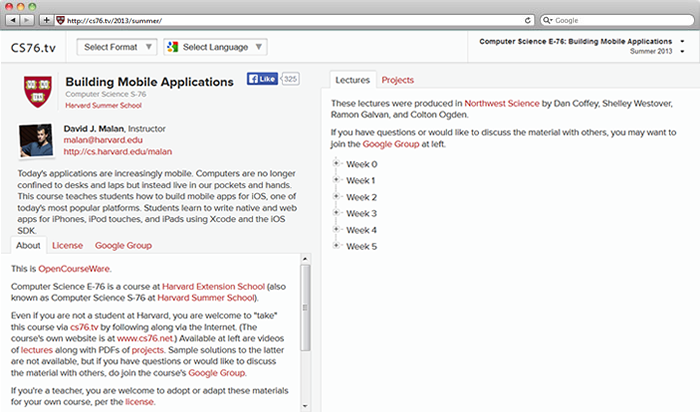 http://cs76.tv/2013/summer/
Google
CS76.tv
Select Format
Select Language
Computer Science E-76: Building Mobile Applications
Summer 2013
Building Mobile Applications
Like
325
Computer Science S-76
Harvard Summer School
David J. Malan, Instructor
malan@harvard.edu
http://cs.harvard.edu/malan
Today's applications are increasingly mobile. Computers are no longer
confined to desks and laps but instead live in our pockets and hands.
This course teaches students how to build mobile apps for iOS, one of
today's most popular platforms. Students learn to write native and web
apps for iPhones, iPod touches, and iPads using Xcode and the iOS
SDK.
About
License
Google Group
This is OpenCourseWare.
Computer Science E-76 is a course at Harvard Extension School (also
known as Computer Science S-76 at Harvard Summer School).
Even if you are not a student at Harvard, you are welcome to "take"
this course via cs76.tv by following along via the Internet. (The
course's own website is at www.cs76.net.) Available at left are videos
of lectures along with PDFs of projects. Sample solutions to the latter
are not available, but if you have questions or would like to discuss
the material with others, do join the course's Google Group.
If you're a teacher, you are welcome to adopt or adapt these materials
for your own course, per the license.
Lectures
Projects
These lectures were produced in Northwest Science by Dan Coffey, Shelley Westover,
Ramon Galvan, and Colton Ogden.
If you have questions or would like to discuss the material with others, you may want to
join the Google Group at left.
Week 0
Week 1
Week 2
Week 3
Week 4
Week 5